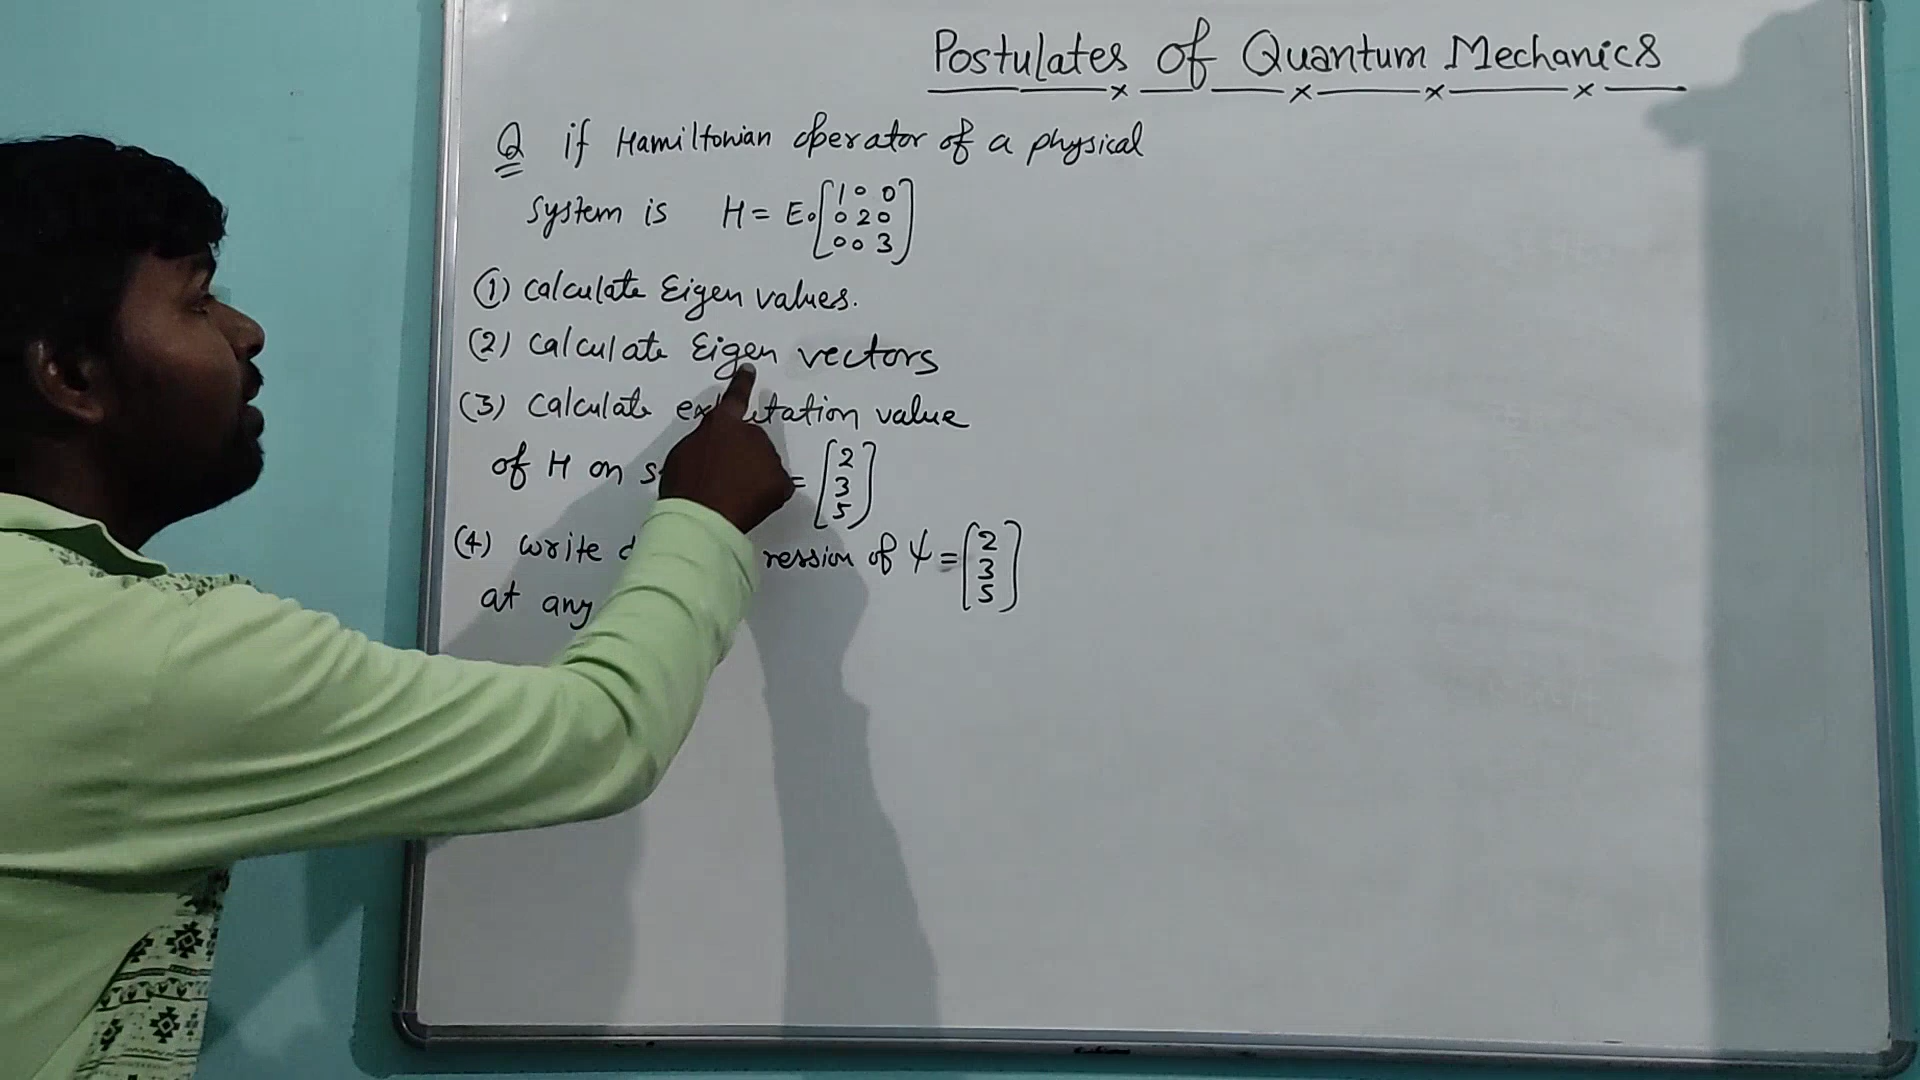 Postulates of Quantum Mechanics
Q if Hamiltonian operator of a physical
system is H = E₀ [1 0 0
0 2 0
0 0 3]
(1) Calculate Eigen values.
(2) Calculate Eigen vectors
(3) Calculate value
of H on = [2
3
5]
(4) write of ψ = [2
3
5]
at any